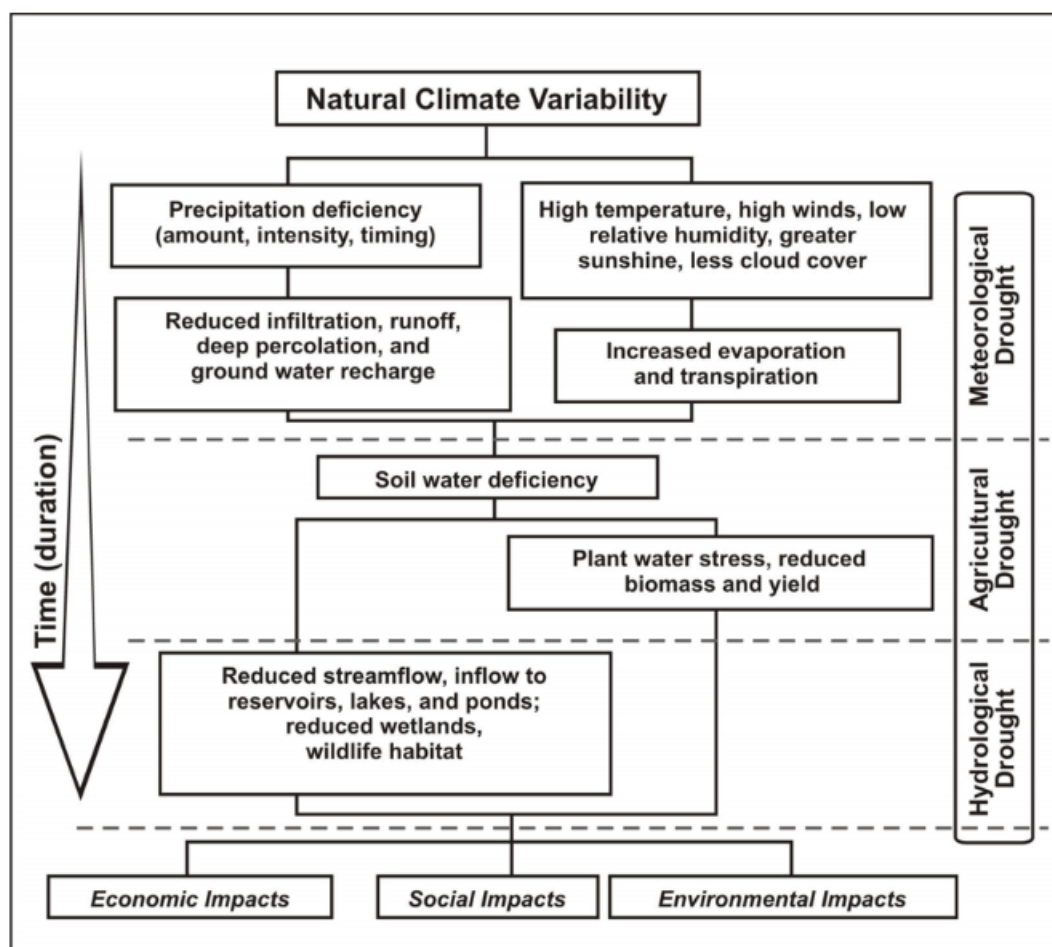 Natural Climate Variability
Precipitation deficiency
(amount, intensity, timing)
High temperature, high winds, low
relative humidity, greater
sunshine, less cloud cover
Reduced infiltration, runoff,
deep percolation, and
ground water recharge
Increased evaporation
and transpiration
Meteorological
Drought
Time (duration)
Soil water deficiency
Plant water stress, reduced
biomass and yield
Agricultural
Drought
Reduced streamflow, inflow to
reservoirs, lakes, and ponds;
reduced wetlands,
wildlife habitat
Hydrological
Drought
Economic Impacts
Social Impacts
Environmental Impacts